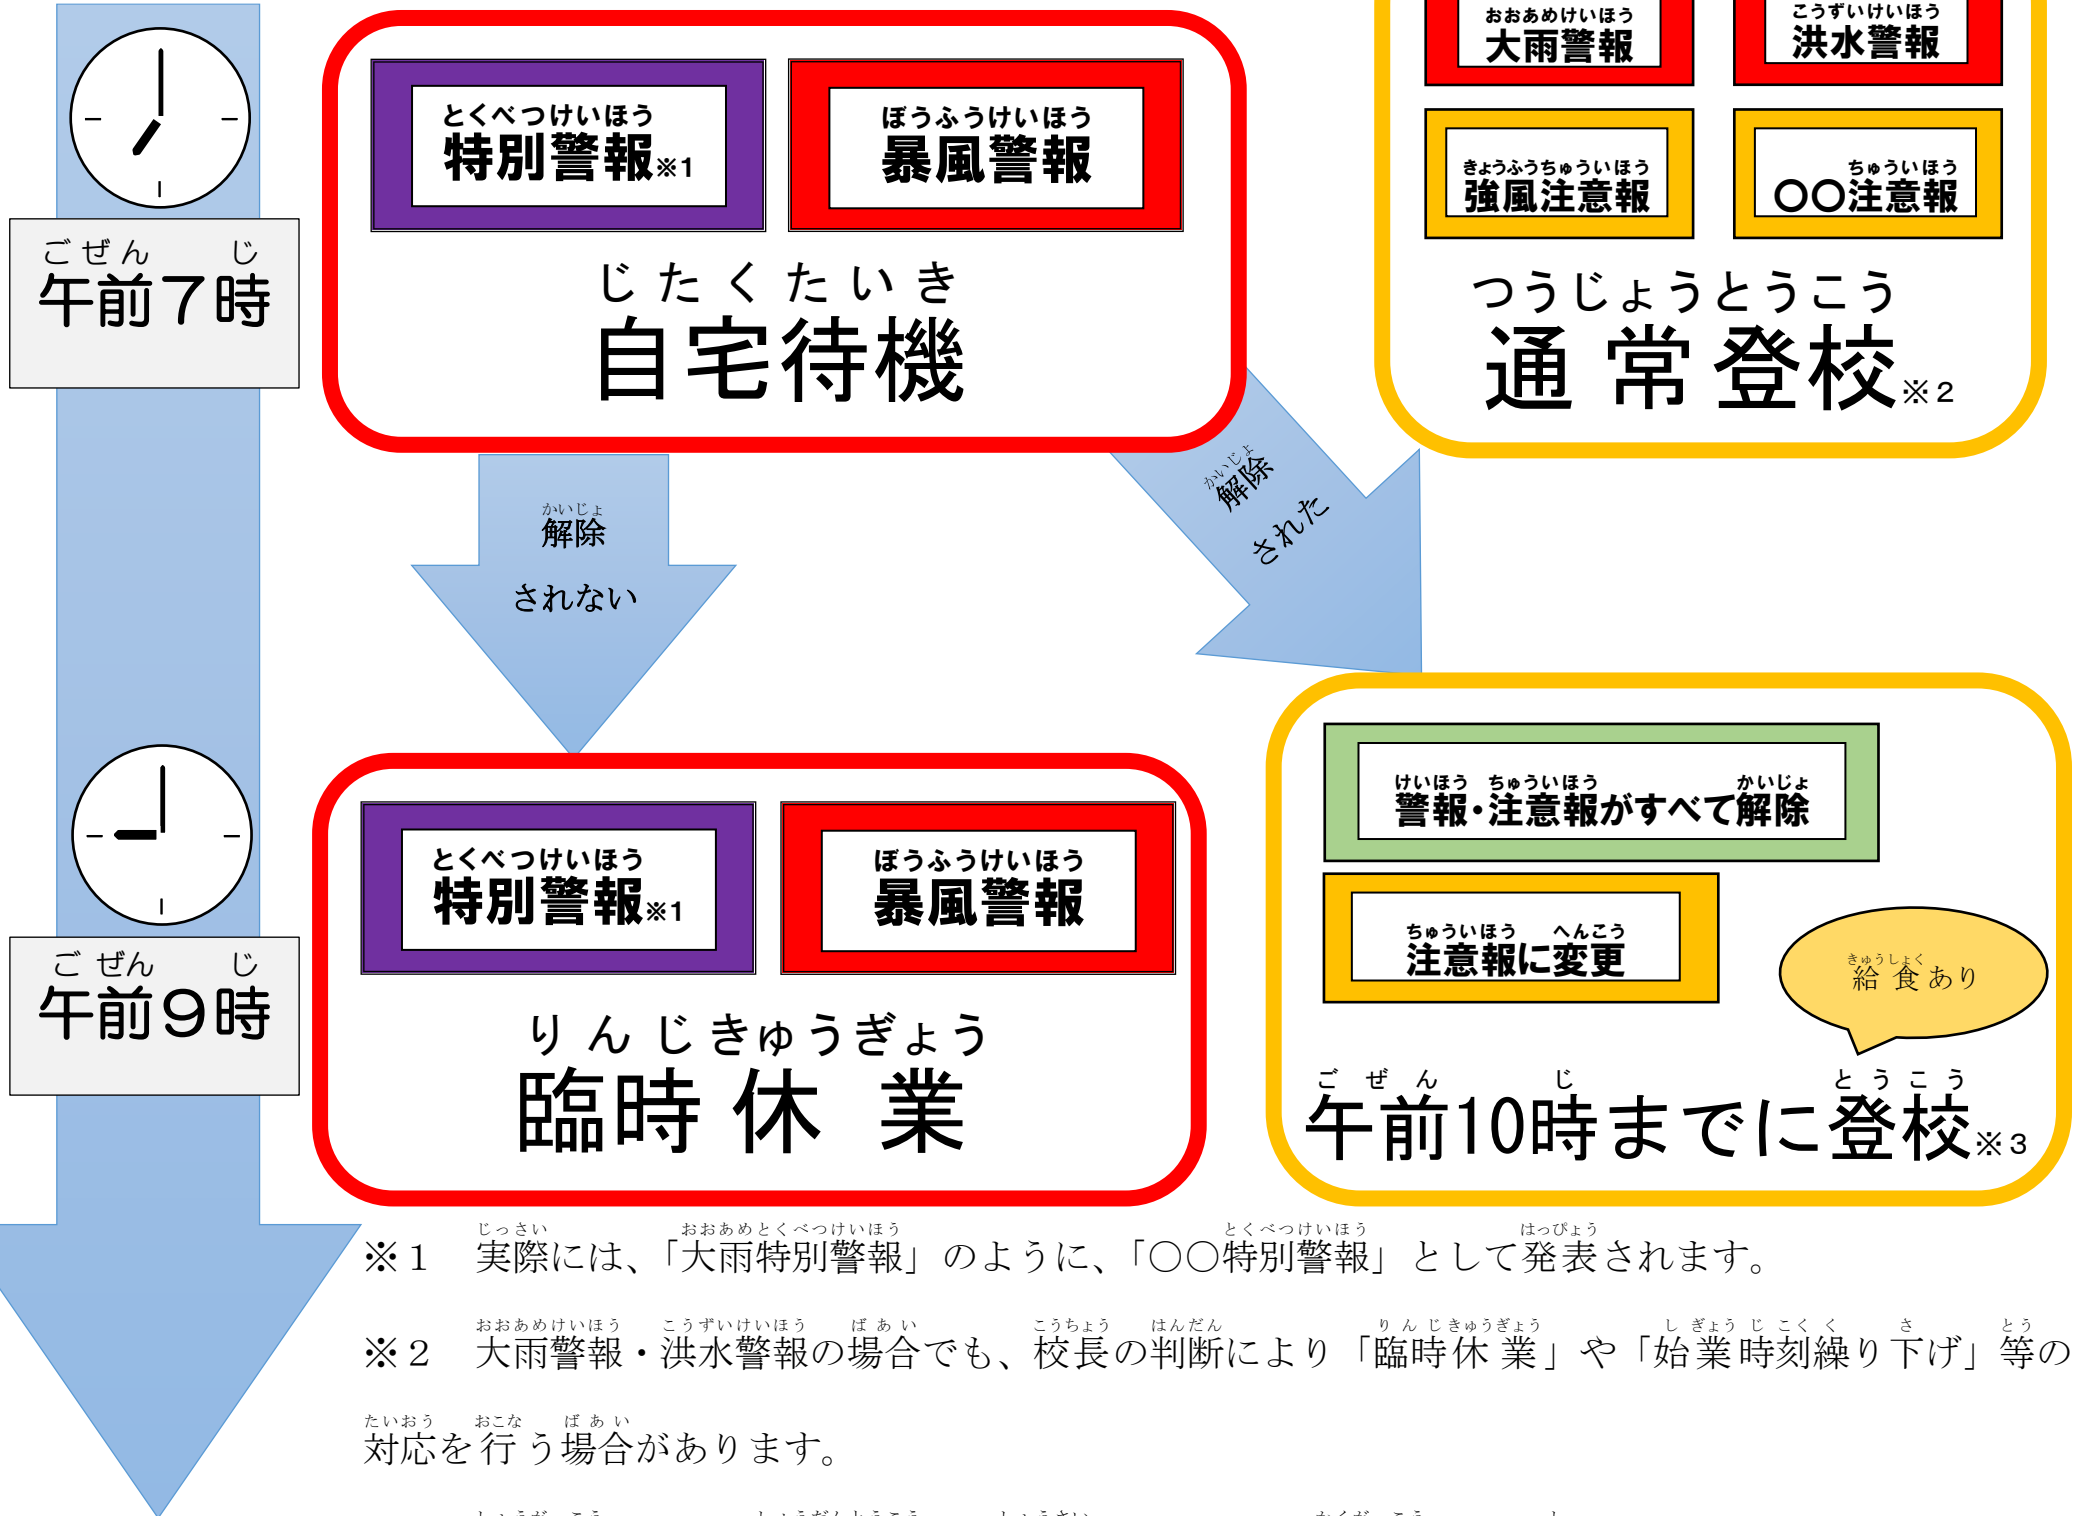 おおあめけいほう
大雨警報
こうずいけいほう
洪水警報
とくべつけいほう
特別警報※1
ぼうふうけいほう
暴風警報
きょうふうちゅういほう
強風注意報
ちゅういほう
〇〇注意報
ごぜん じ
午前7時
じたくたいき
自宅待機
つうじょうとうこう
通常登校※2
かいじょ
解除
されない
かいじょ
解除
された
ごぜん じ
午前9時
とくべつけいほう
特別警報※1
ぼうふうけいほう
暴風警報
りんじきゅうぎょう
臨時休業
けいほう ちゅういほう かいじょ
警報・注意報がすべて解除
ちゅういほう へんこう
注意報に変更
きゅうしょく
給食あり
ごぜん じ とうこう
午前10時までに登校※3
じっさい おおあめとくべつけいほう とくべつけいほう はっぴょう
※1 実際には、「大雨特別警報」のように、「〇〇特別警報」として発表されます。
おおあめけいほう こうずいけいほう ばあい こうちょう はんだん りんじきゅうぎょう しぎょうじこくく さ とう
※2 大雨警報・洪水警報の場合でも、校長の判断により「臨時休業」や「始業時刻繰り下げ」等の
たいおう おこな ばあい
対応を行う場合があります。